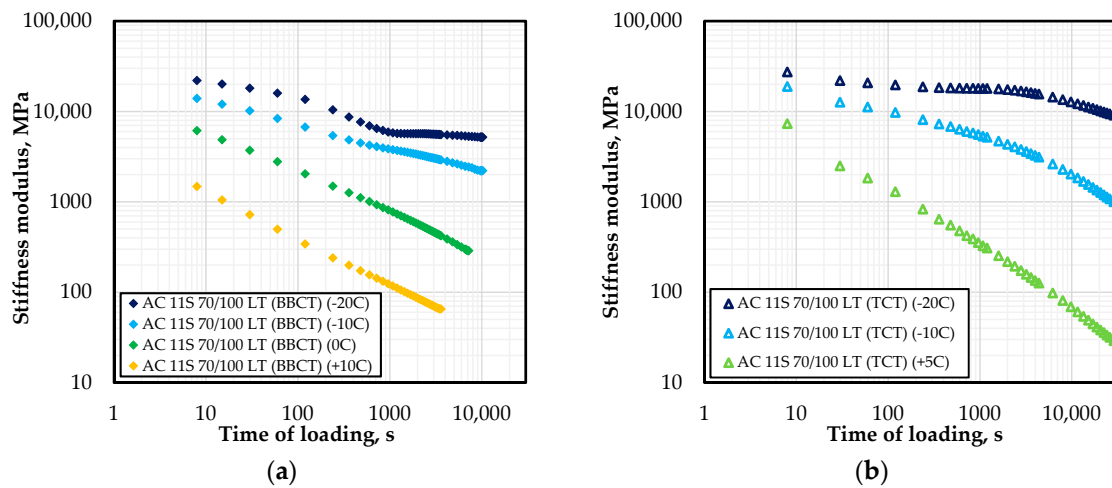 100,000
10,000
1000
100
10
Stiffness modulus, MPa
AC 11S 70/100 LT (BBCT) (-20C)
AC 11S 70/100 LT (BBCT) (-10C)
AC 11S 70/100 LT (BBCT) (0C)
AC 11S 70/100 LT (BBCT) (+10C)
1 10 100 1000 10,000
Time of loading, s
(a)
100,000
10,000
1000
100
10
Stiffness modulus, MPa
AC 11S 70/100 LT (TCT) (-20C)
AC 11S 70/100 LT (TCT) (-10C)
AC 11S 70/100 LT (TCT) (+5C)
1 10 100 1000 10,000
Time of loading, s
(b)